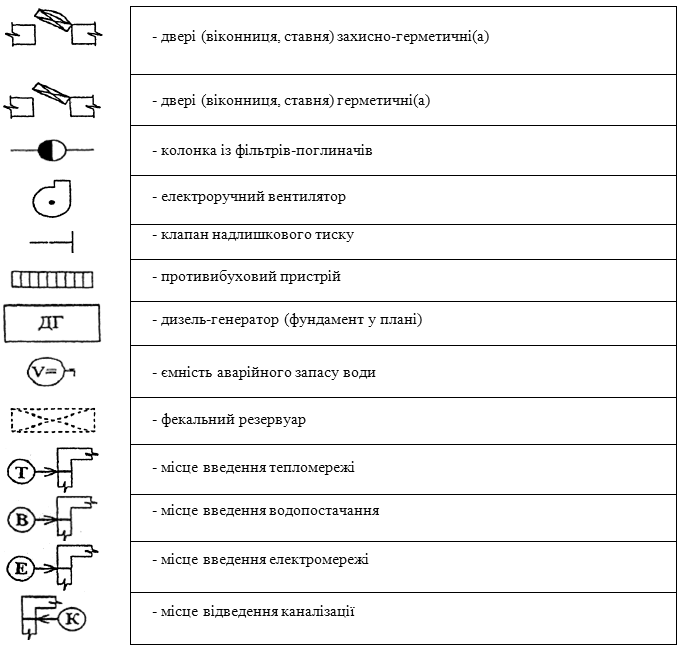 - двері (віконниця, ставня) захисно-герметичні(а)
- двері (віконниця, ставня) герметичні(а)
- колонка із фільтрів-поглиначів
- електроручний вентилятор
- клапан надлишкового тиску
- противибуховий пристрій
ДГ - дизель-генератор (фундамент у плані)
V= - ємність аварійного запасу води
- фекальний резервуар
Т - місце введення тепломережі
В - місце введення водопостачання
Е - місце введення електромережі
К - місце відведення каналізації